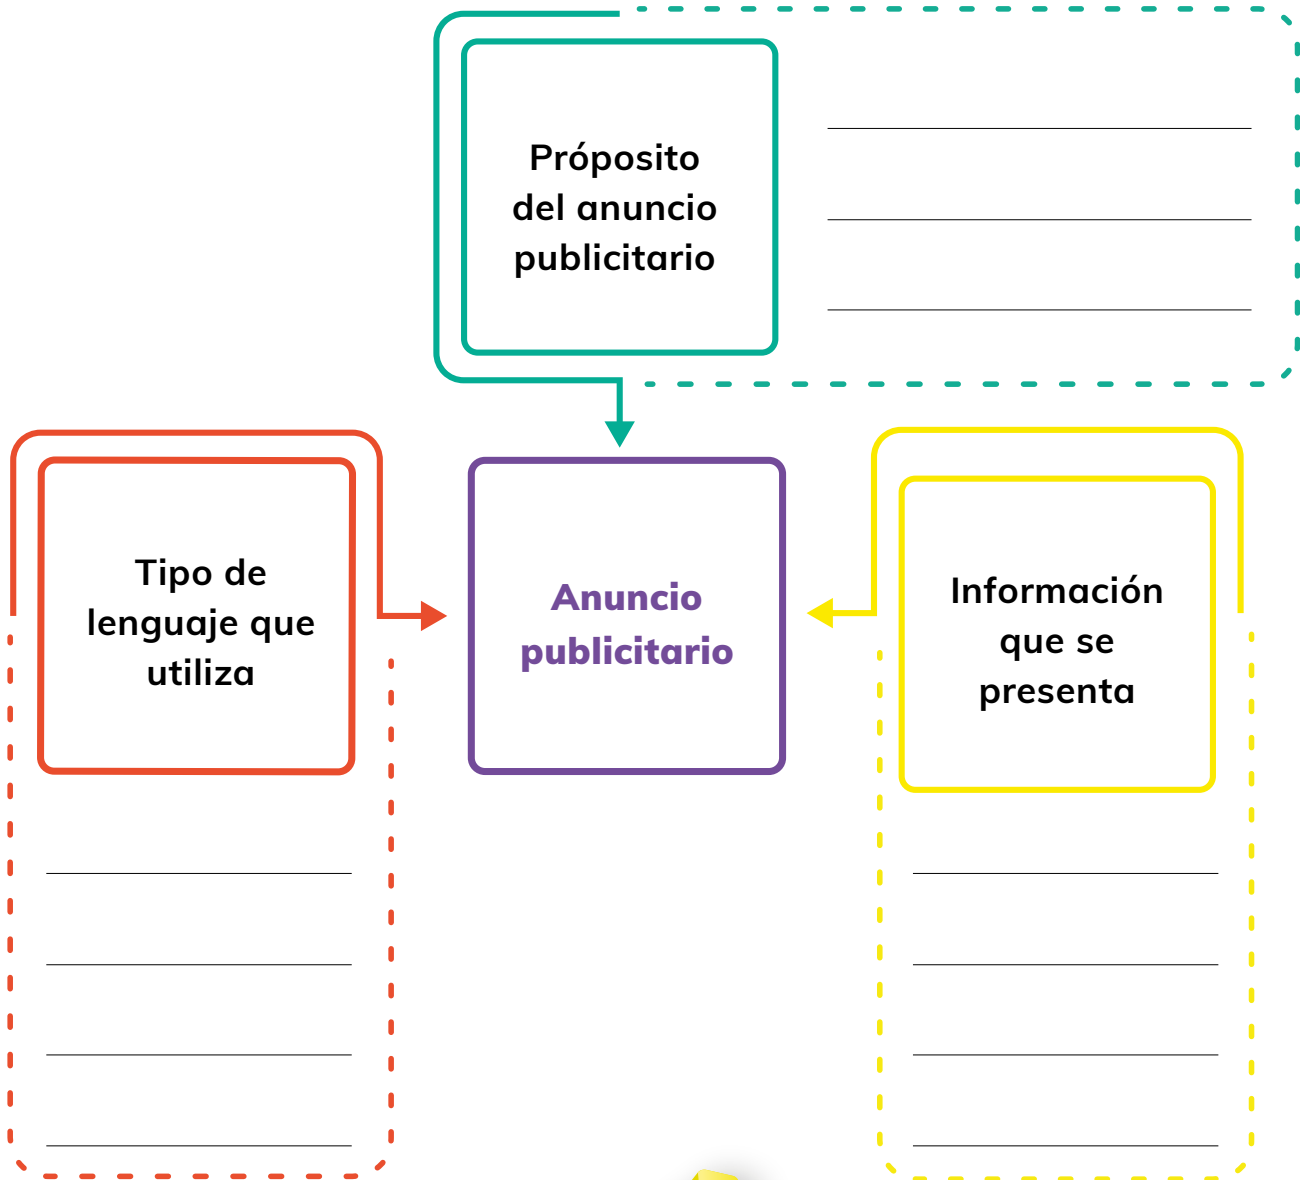 Próposito
del anuncio
publicitario
Tipo de
lenguaje que
utiliza
Anuncio
publicitario
Información
que se
presenta